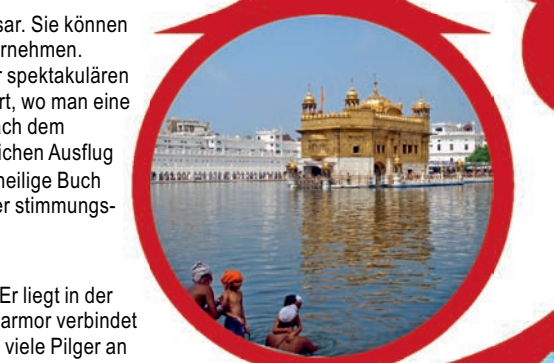 sar. Sie können
rnehmen.
r spektakulären
rt, wo man eine
ach dem
ichen Ausflug
heilige Buch
er stimmungs-
Er liegt in der
armor verbindet
viele Pilger an